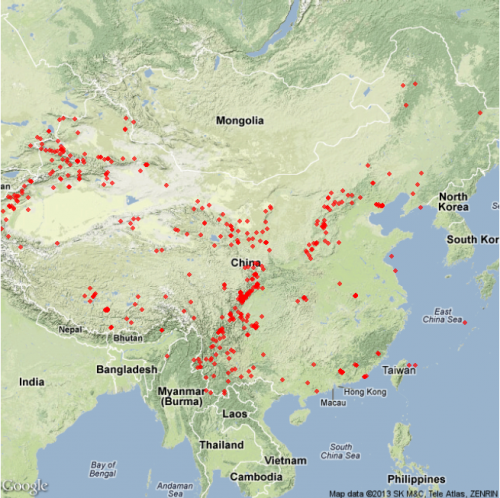 Mongolia
North
Korea
South Ko
an
China
East
China Sea
Nepal
Bhutan
Bangladesh
Taiwan
India
Myanmar
(Burma)
Hong Kong
Macau
Laos
Thailand
Vietnam
South
China Sea
Bay of
Bengal
Cambodia
Philippines
Andaman
Sea
Google
Map data ©2013 SK M&C, Tele Atlas, ZENRIN